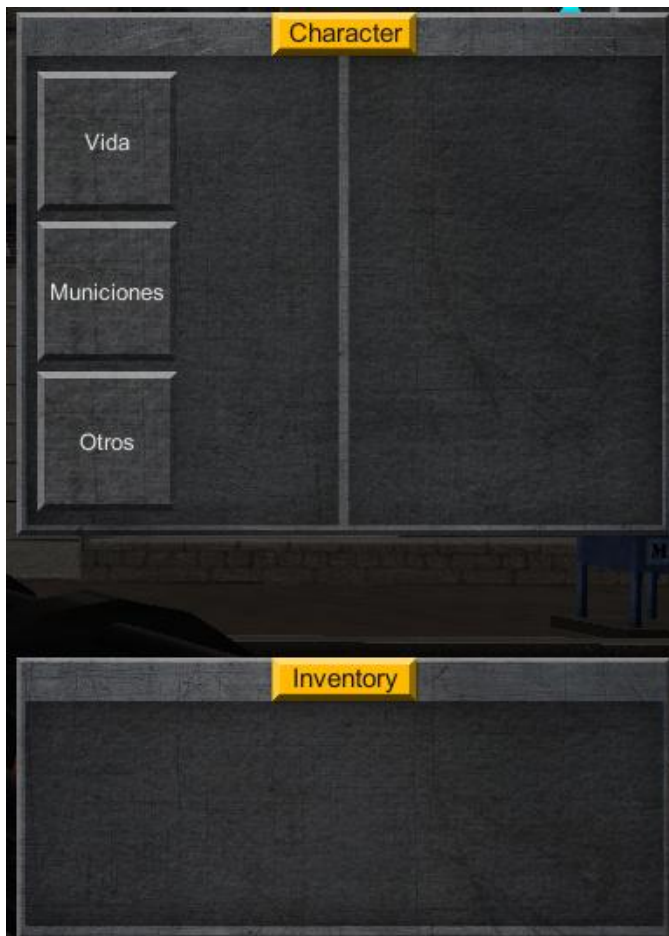 Character
Vida
Municiones
Otros
M
Inventory